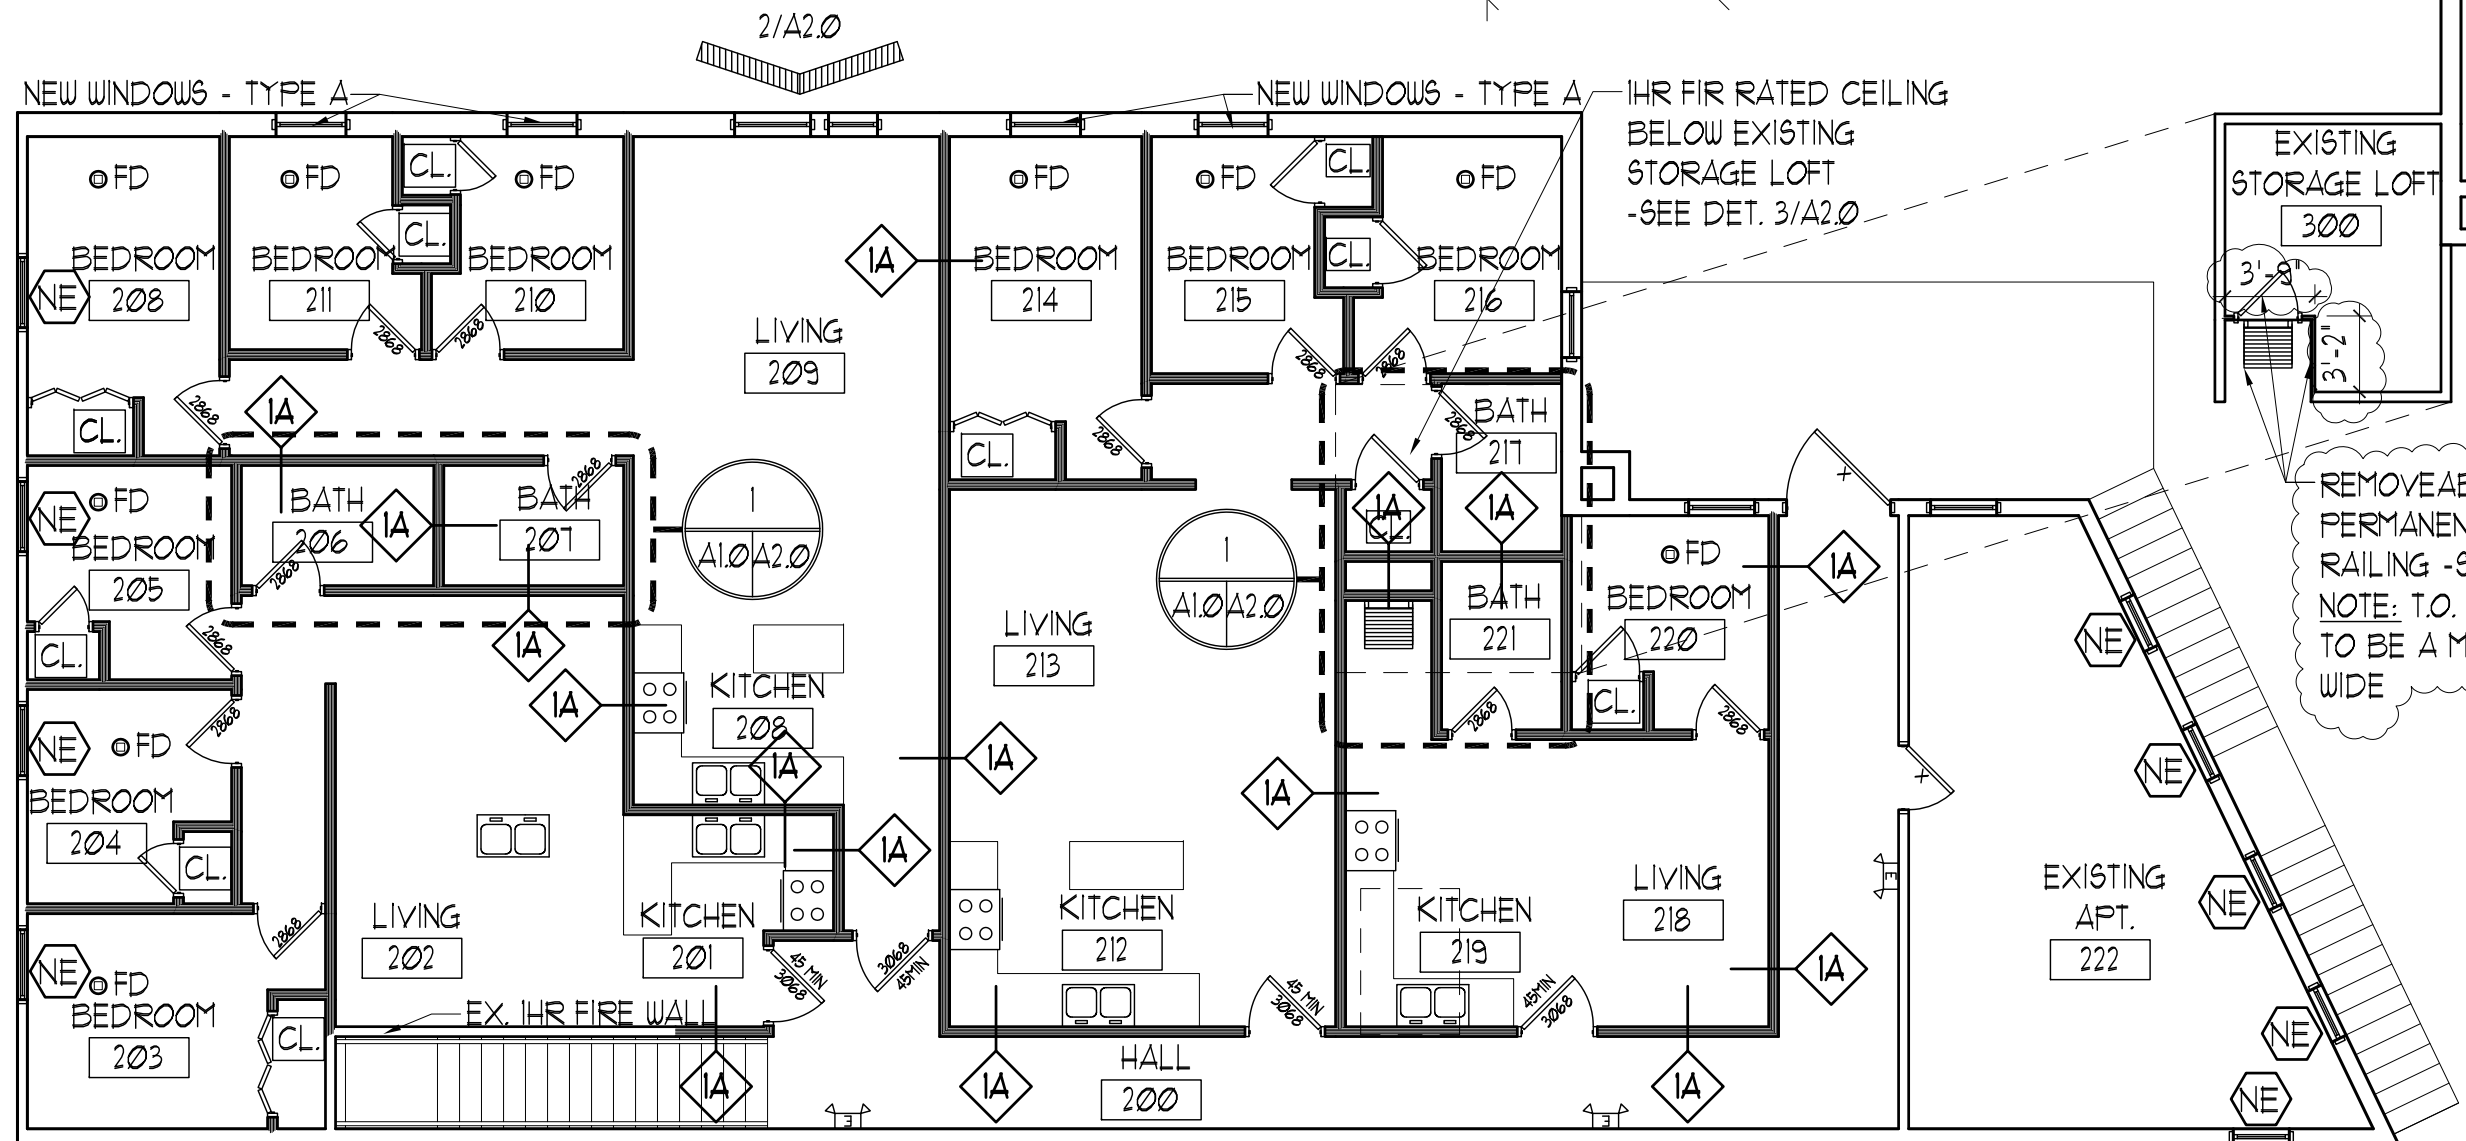 2/A2.0
NEW WINDOWS - TYPE A
NEW WINDOWS - TYPE A
1HR FIR RATED CEILING
BELOW EXISTING
STORAGE LOFT
-SEE DET. 3/A2.0
EXISTING
STORAGE LOFT
300
3'-9"
3'-2"
FD
BEDROOM
208
NE
CL.
2868
FD
BEDROOM
211
CL.
2868
CL.
FD
BEDROOM
210
2868
LIVING
209
1A
FD
BEDROOM
214
CL.
2868
FD
BEDROOM
215
CL.
2868
CL.
FD
BEDROOM
216
2868
1A
FD
NE
BEDROOM
205
CL.
2868
BATH
206
2868
1A
BATH
207
2868
1A
1
A1.0
A2.0
1
A1.0
A2.0
BATH
217
2868
1A
CL.
1A
BATH
221
2868
FD
BEDROOM
220
CL.
2868
1A
REMOVEAB
PERMANEN
RAILING -S
NOTE: T.O.
TO BE A M
WIDE
NE
FD
BEDROOM
204
CL.
2868
1A
KITCHEN
208
1A
1A
LIVING
213
1A
NE
NE
NE
NE
NE
1A
LIVING
202
KITCHEN
201
45 MIN
3068
3068
45MIN
KITCHEN
212
45 MIN
3068
KITCHEN
219
45MIN
3068
LIVING
218
1A
E
EXISTING
APT.
222
NE
FD
BEDROOM
203
CL.
2868
EX. 1HR FIRE WALL
1A
1A
HALL
200
1A
E
E